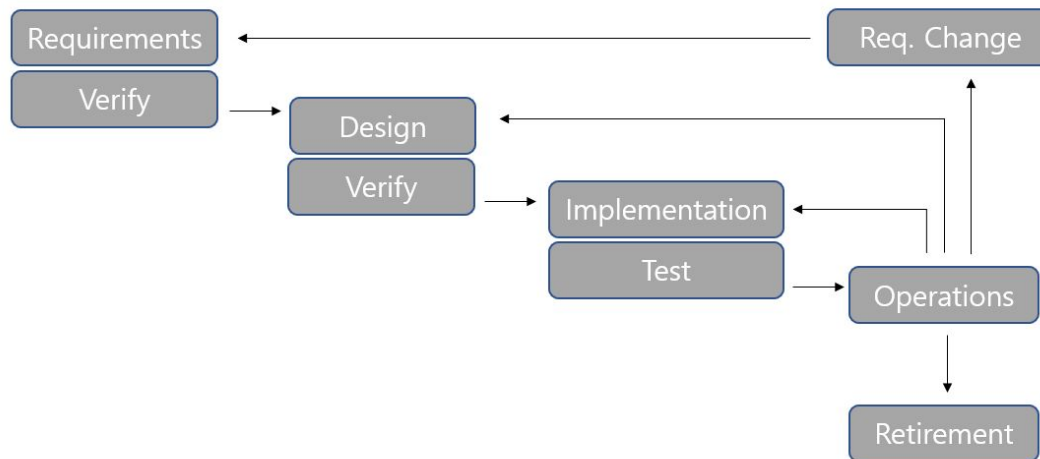 Requirements
Req. Change
Verify
Design
Verify
Implementation
Test
Operations
Retirement